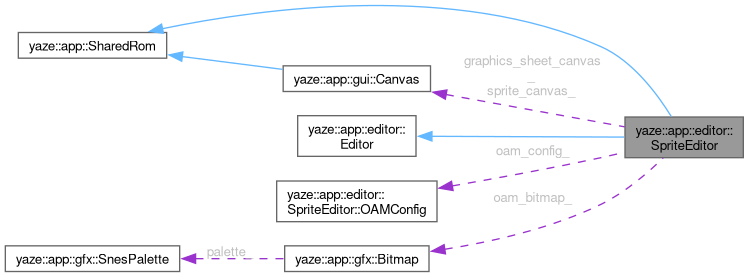 yaze::app::SharedRom
yaze::app::gui::Canvas
graphics_sheet_canvas
_
sprite_canvas_
yaze::app::editor::
Editor
yaze::app::editor::
SpriteEditor
oam_config_
yaze::app::editor::
SpriteEditor::OAMConfig
oam_bitmap_
yaze::app::gfx::SnesPalette
palette
yaze::app::gfx::Bitmap